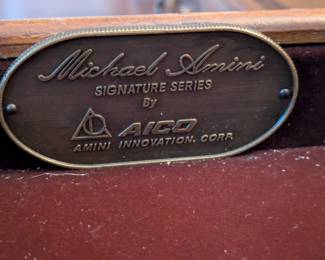 Michael Amini
SIGNATURE SERIES
By
AICO
AMINI INNOVATION. CORP.